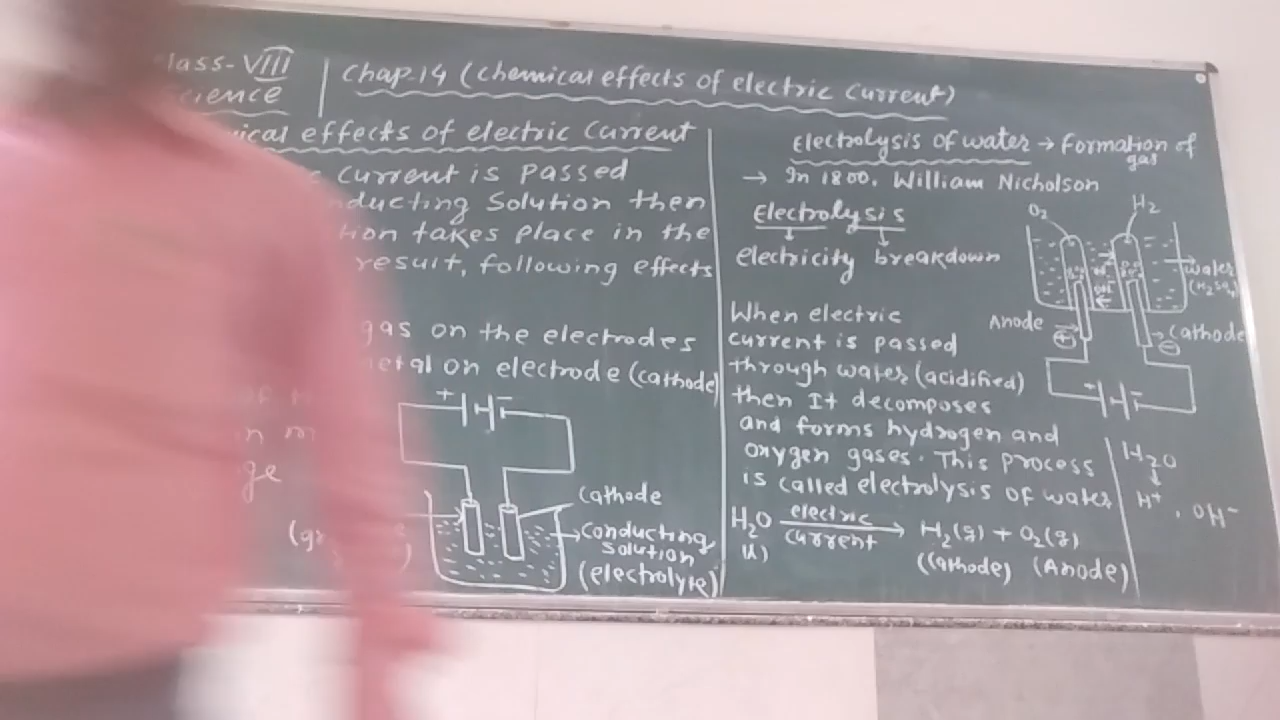 lass-VIII
cience
Chap.14 (Chemical effects of electric Current)
ical effects of electric Current
current is passed
nducting Solution then
tion takes place in the
result, following effects
gas on the electrodes
etal on electrode (cathode)
ge
+ -
Cathode
Conducting
Solution
(electrolyte)
Electrolysis of water → Formation of
gas
→ In 1800. William Nicholson
Electrolysis
electricity breakdown
O2
H2
water
(H2SO4)
Anode
+
Cathode
-
+ -
When electric
current is passed
through water (acidified)
then It decomposes
and forms hydrogen and
oxygen gases. This process
is called electrolysis of water
H2O electric current → H2(g) + O2(g)
(l)
(Cathode) (Anode)
H2O
↓
H+ , OH-